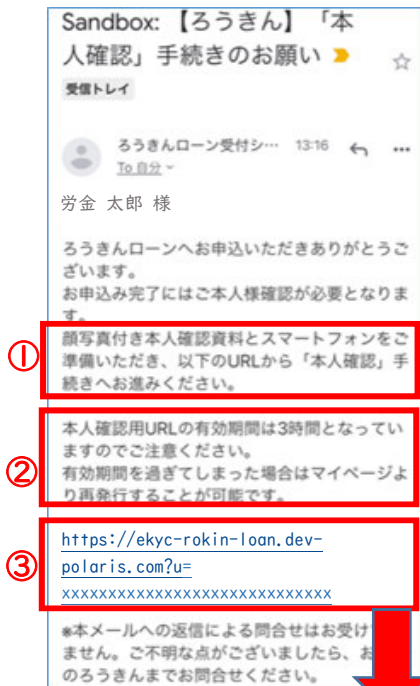 Sandbox: 【ろうきん】「本
人確認」手続きのお願い
受信トレイ
ろうきんローン受付シ… 13:16
To 自分
労金 太郎 様
ろうきんローンへお申込いただきありがとうご
ざいます。
お申込み完了にはご本人様確認が必要となりま
す。
① 顔写真付き本人確認資料とスマートフォンをご
準備いただき、以下のURLから「本人確認」手
続きへお進みください。
② 本人確認用URLの有効期間は3時間となってい
ますのでご注意ください。
有効期間を過ぎてしまった場合はマイページよ
り再発行することが可能です。
③ https://ekyc-rokin-loan.dev-
polaris.com?u=
xxxxxxxxxxxxxxxxxxxxxxxxxxxxx
※本メールへの返信による問合せはお受け
ません。ご不明な点がございましたら、お
のろうきんまでお問合せください。